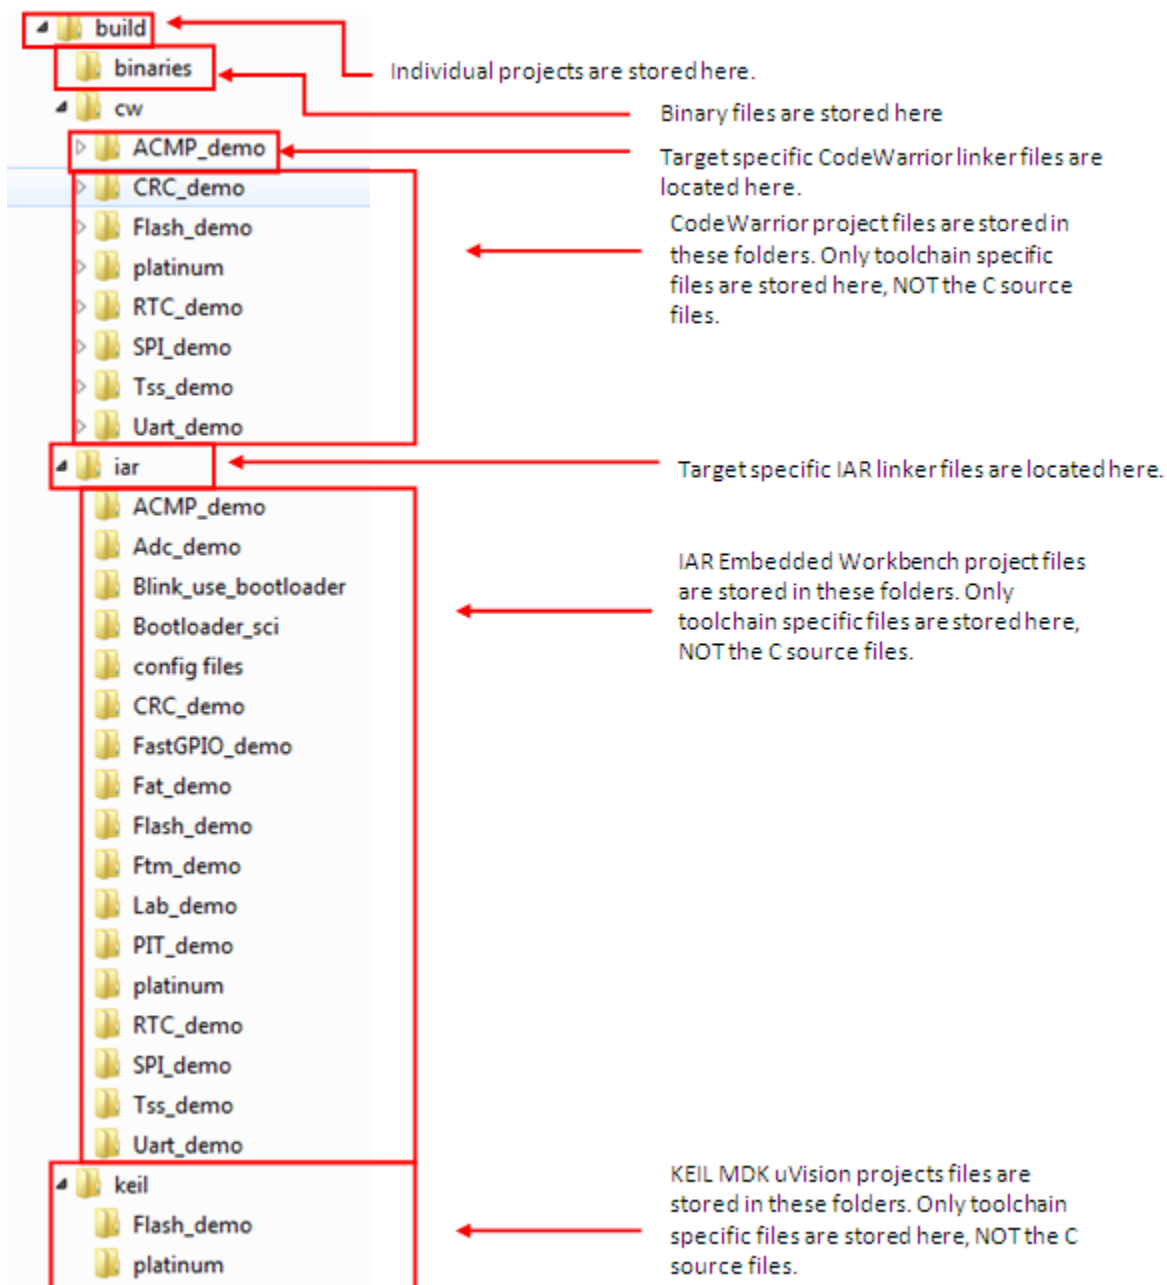 build
binaries
Individual projects are stored here.
cw
Binary files are stored here
ACMP_demo
Target specific CodeWarrior linker files are
located here.
CRC_demo
CodeWarrior project files are stored in
these folders. Only toolchain specific
files are stored here, NOT the C source
files.
Flash_demo
platinum
RTC_demo
SPI_demo
Tss_demo
Uart_demo
iar
Target specific IAR linker files are located here.
ACMP_demo
Adc_demo
Blink_use_bootloader
Bootloader_sci
config files
IAR Embedded Workbench project files
are stored in these folders. Only
toolchain specific files are stored here,
NOT the C source files.
CRC_demo
FastGPIO_demo
Fat_demo
Flash_demo
Ftm_demo
Lab_demo
PIT_demo
platinum
RTC_demo
SPI_demo
Tss_demo
Uart_demo
keil
Flash_demo
platinum
KEIL MDK uVision projects files are
stored in these folders. Only toolchain
specific files are stored here, NOT the C
source files.